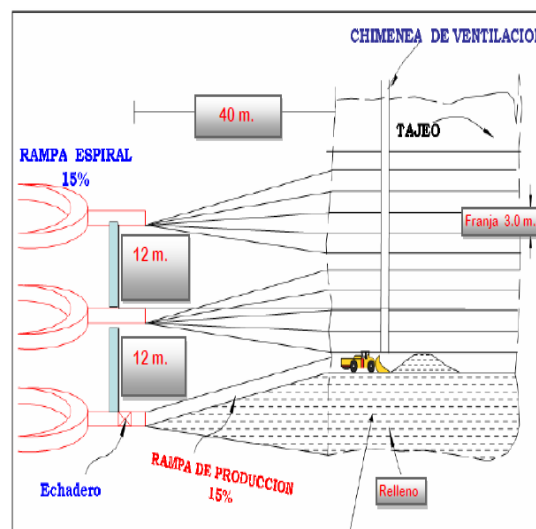 CHIMENEA DE VENTILACION
40 m.
TAJEO
RAMPA ESPIRAL
15%
Franja 3.0 m.
12 m.
12 m.
RAMPA DE PRODUCCION
15%
Echadero
Relleno